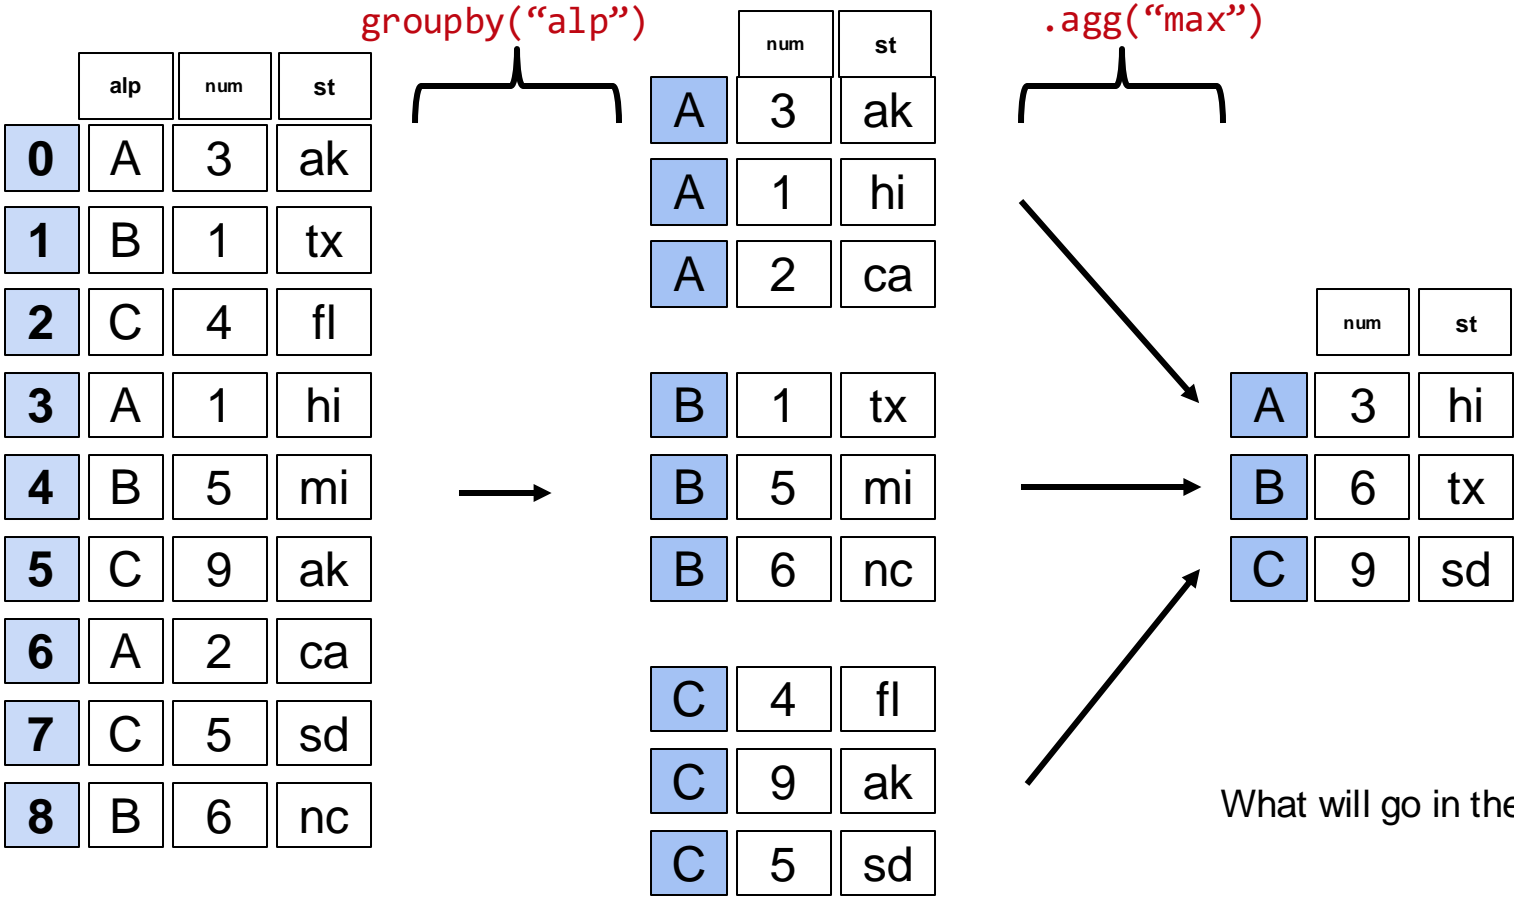 groupby(“alp”)
.agg(“max”)
alp num st
0 A 3 ak
1 B 1 tx
2 C 4 fl
3 A 1 hi
4 B 5 mi
5 C 9 ak
6 A 2 ca
7 C 5 sd
8 B 6 nc
num st
A 3 ak
A 1 hi
A 2 ca
B 1 tx
B 5 mi
B 6 nc
C 4 fl
C 9 ak
C 5 sd
num st
A 3 hi
B 6 tx
C 9 sd
What will go in the